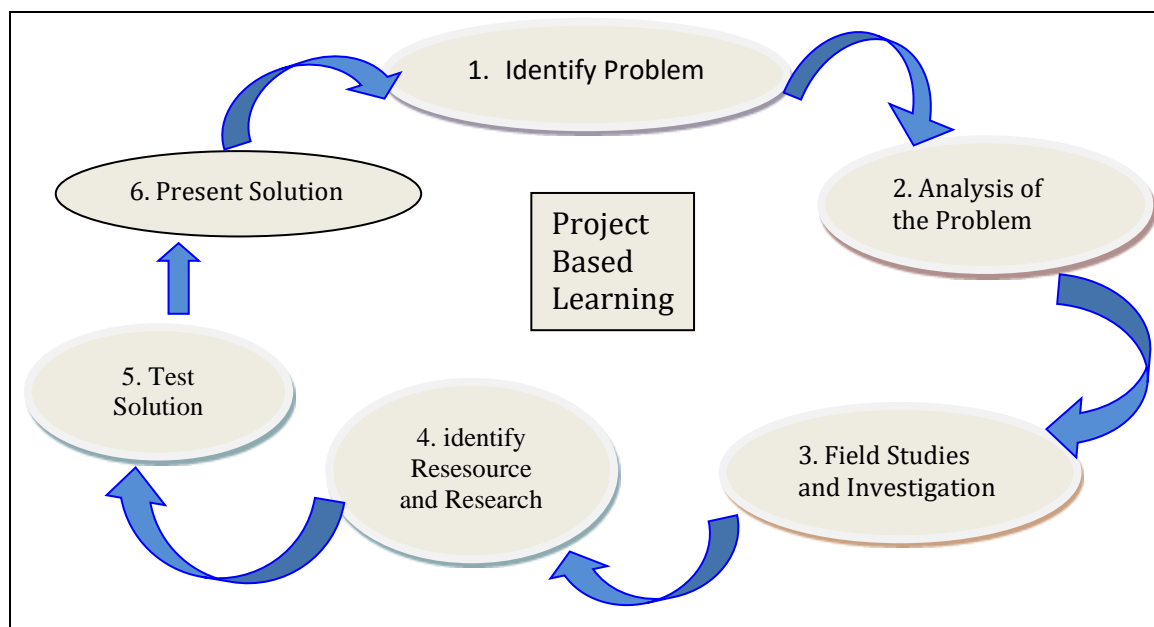 1. Identify Problem
2. Analysis of
the Problem
3. Field Studies
and Investigation
4. identify
Resesource
and Research
5. Test
Solution
6. Present Solution
Project
Based
Learning